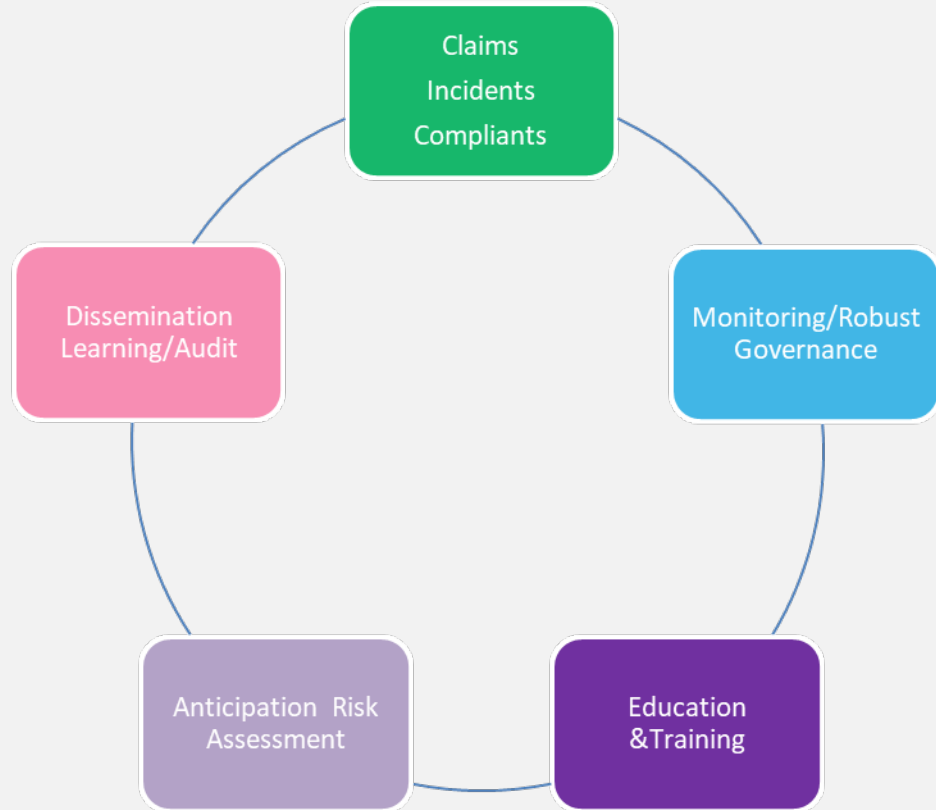 Claims
Incidents
Compliants
Monitoring/Robust
Governance
Education
&Training
Anticipation  Risk
Assessment
Dissemination
Learning/Audit